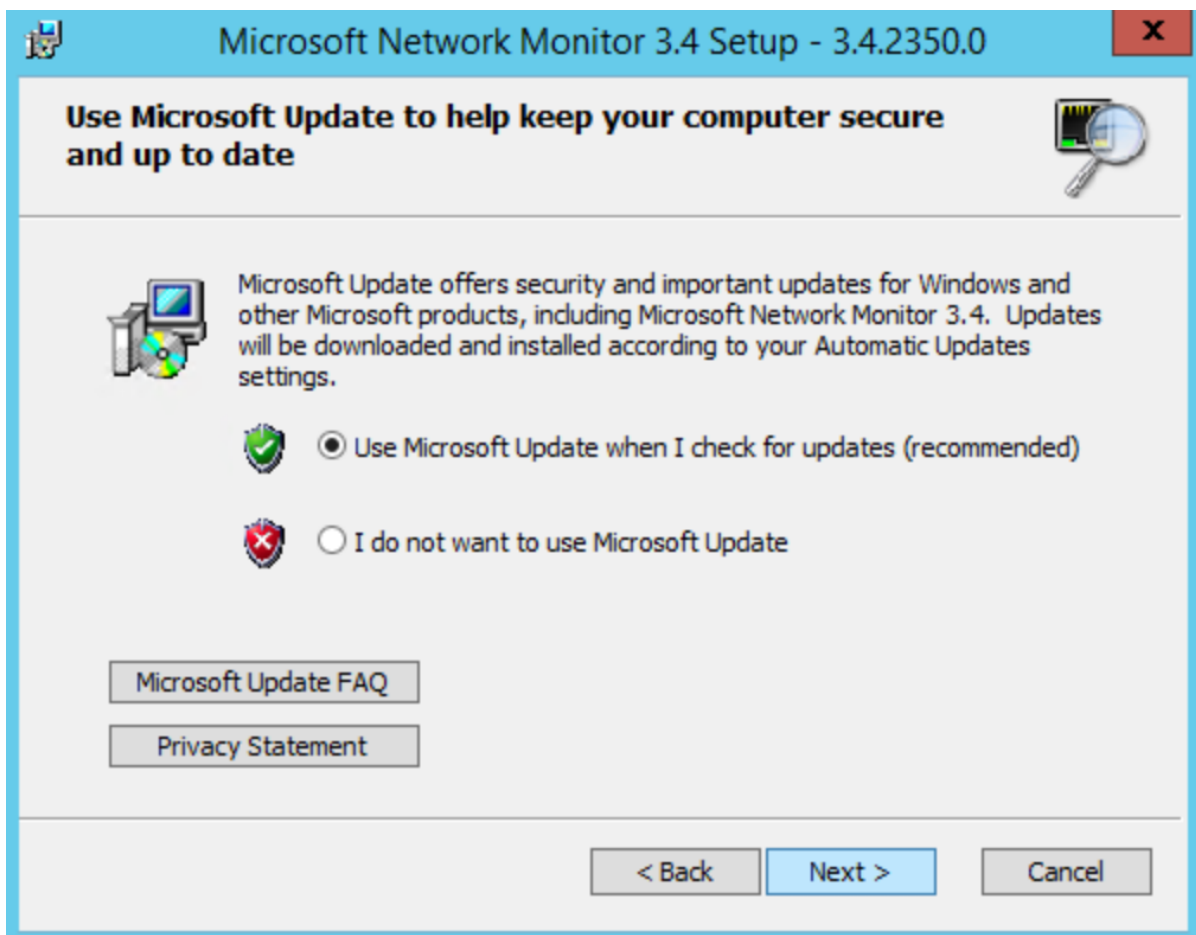 Microsoft Network Monitor 3.4 Setup - 3.4.2350.0
x
Use Microsoft Update to help keep your computer secure
and up to date
Microsoft Update offers security and important updates for Windows and
other Microsoft products, including Microsoft Network Monitor 3.4.  Updates
will be downloaded and installed according to your Automatic Updates
settings.
Use Microsoft Update when I check for updates (recommended)
I do not want to use Microsoft Update
Microsoft Update FAQ
Privacy Statement
< Back
Next >
Cancel